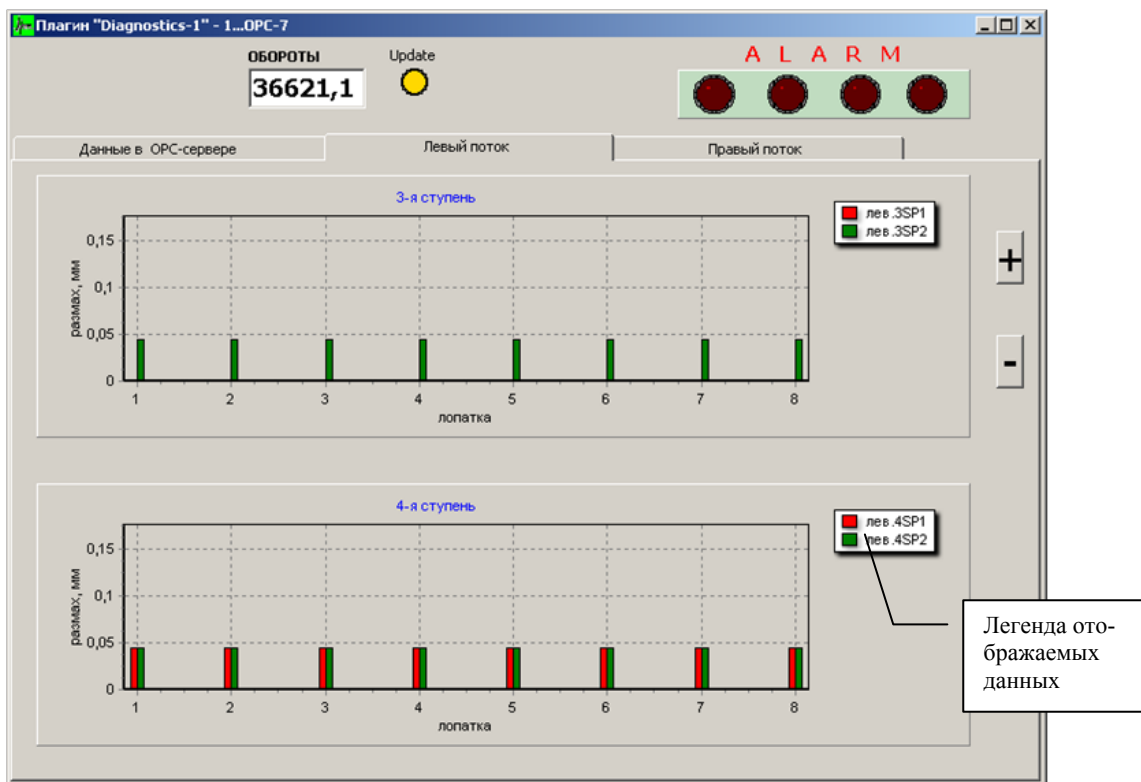 Плагин "Diagnostics-1" - 1...OPC-7
ОБОРОТЫ
Update
A L A R M
36621,1
Данные в OPC-сервере
Левый поток
Правый поток
3-я ступень
лев.3SP1
лев.3SP2
размах, мм
0,15
0,1
0,05
0
1 2 3 4 5 6 7 8
лопатка
+
-
4-я ступень
лев.4SP1
лев.4SP2
размах, мм
0,15
0,1
0,05
0
1 2 3 4 5 6 7 8
лопатка
Легенда ото-
бражаемых
данных